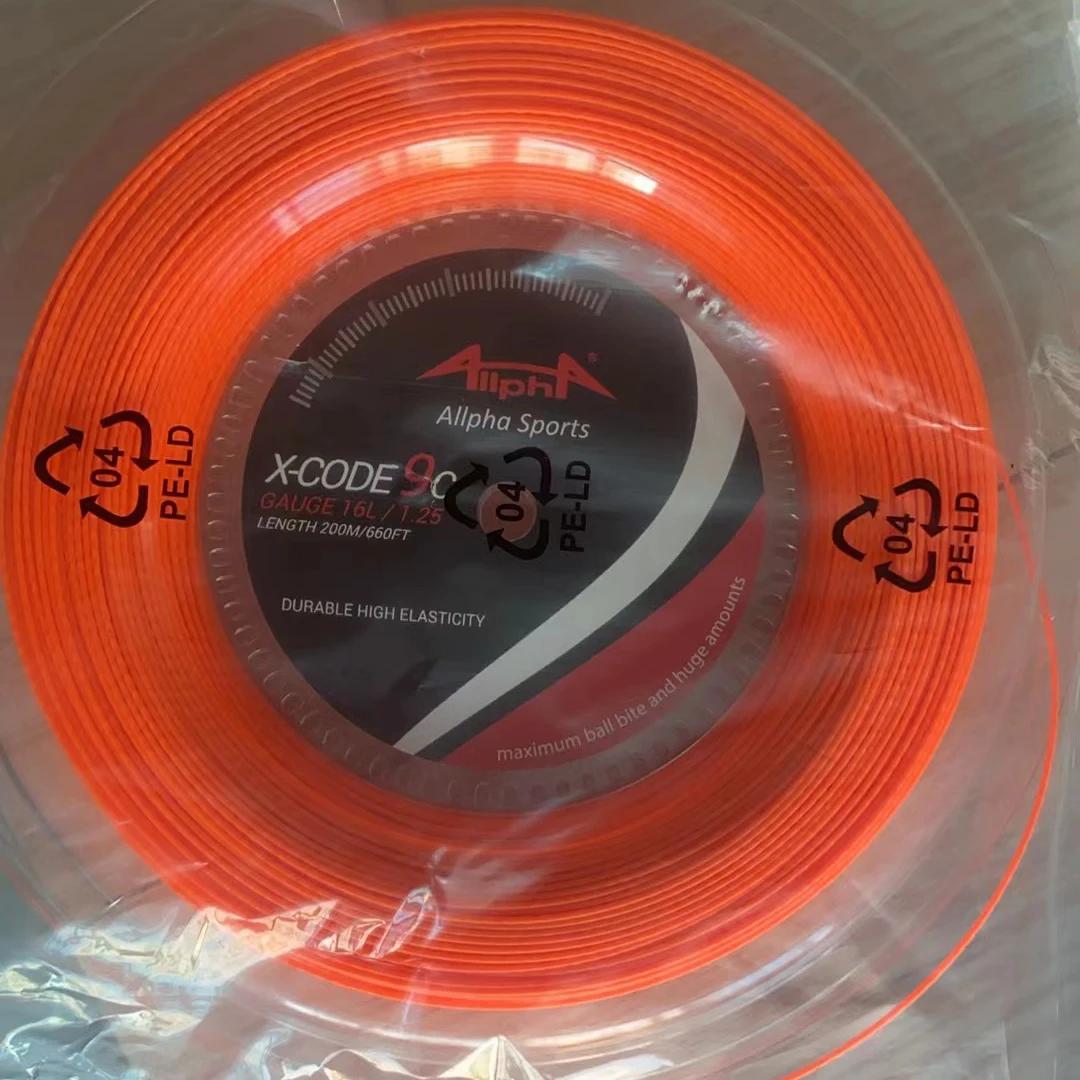 Allpha®
Allpha Sports
X-CODE 9
GAUGE 16L / 1.25
LENGTH 200M/660FT
DURABLE HIGH ELASTICITY
maximum ball bite and huge amounts
04
PE-LD
04
PE-LD
04
PE-LD